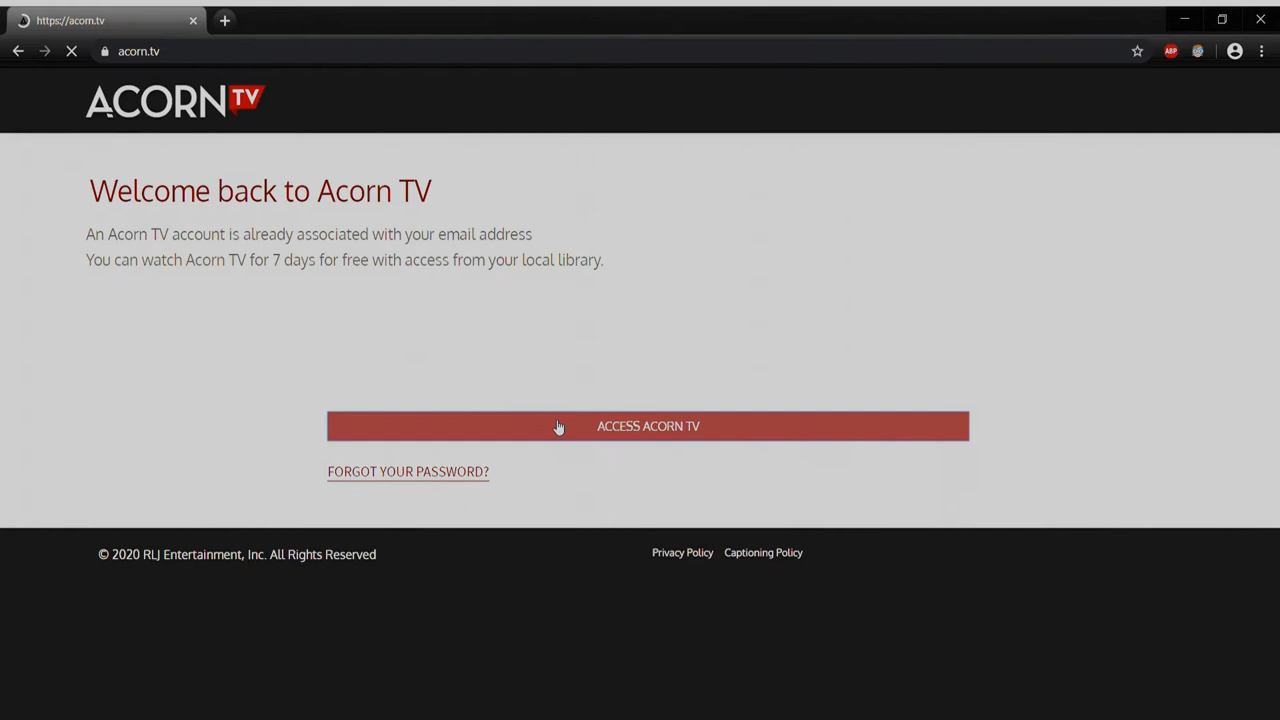 https://acorn.tv
acorn.tv
ABP
ACORN TV
Welcome back to Acorn TV
An Acorn TV account is already associated with your email address
You can watch Acorn TV for 7 days for free with access from your local library.
ACCESS ACORN TV
FORGOT YOUR PASSWORD?
© 2020 RLJ Entertainment, Inc. All Rights Reserved
Privacy Policy Captioning Policy